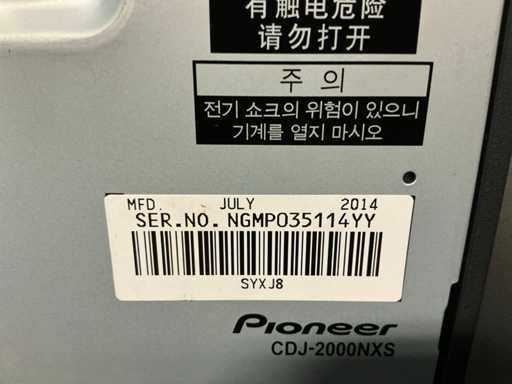 有触电危险
请勿打开
주 의
전기 쇼크의 위험이 있으니
기계를 열지 마시오
MFD. JULY 2014
SER.NO. NGMP035114YY
SYXJ8
Pioneer
CDJ-2000NXS